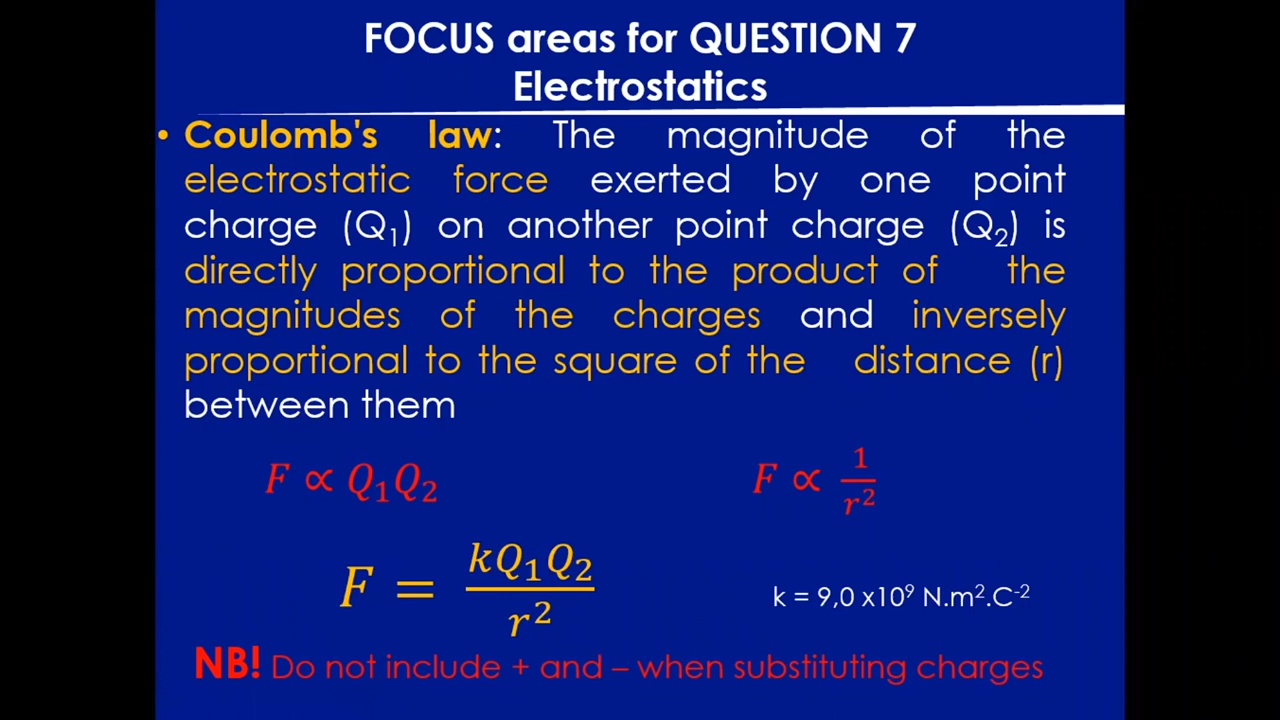 FOCUS areas for QUESTION 7
Electrostatics
• Coulomb's law: The magnitude of the
electrostatic force exerted by one point
charge (Q₁) on another point charge (Q₂) is
directly proportional to the product of the
magnitudes of the charges and inversely
proportional to the square of the distance (r)
between them
F ∝ Q₁Q₂
F ∝ 1/r²
F = kQ₁Q₂/r²
k = 9,0 x10⁹ N.m².C⁻²
NB! Do not include + and – when substituting charges